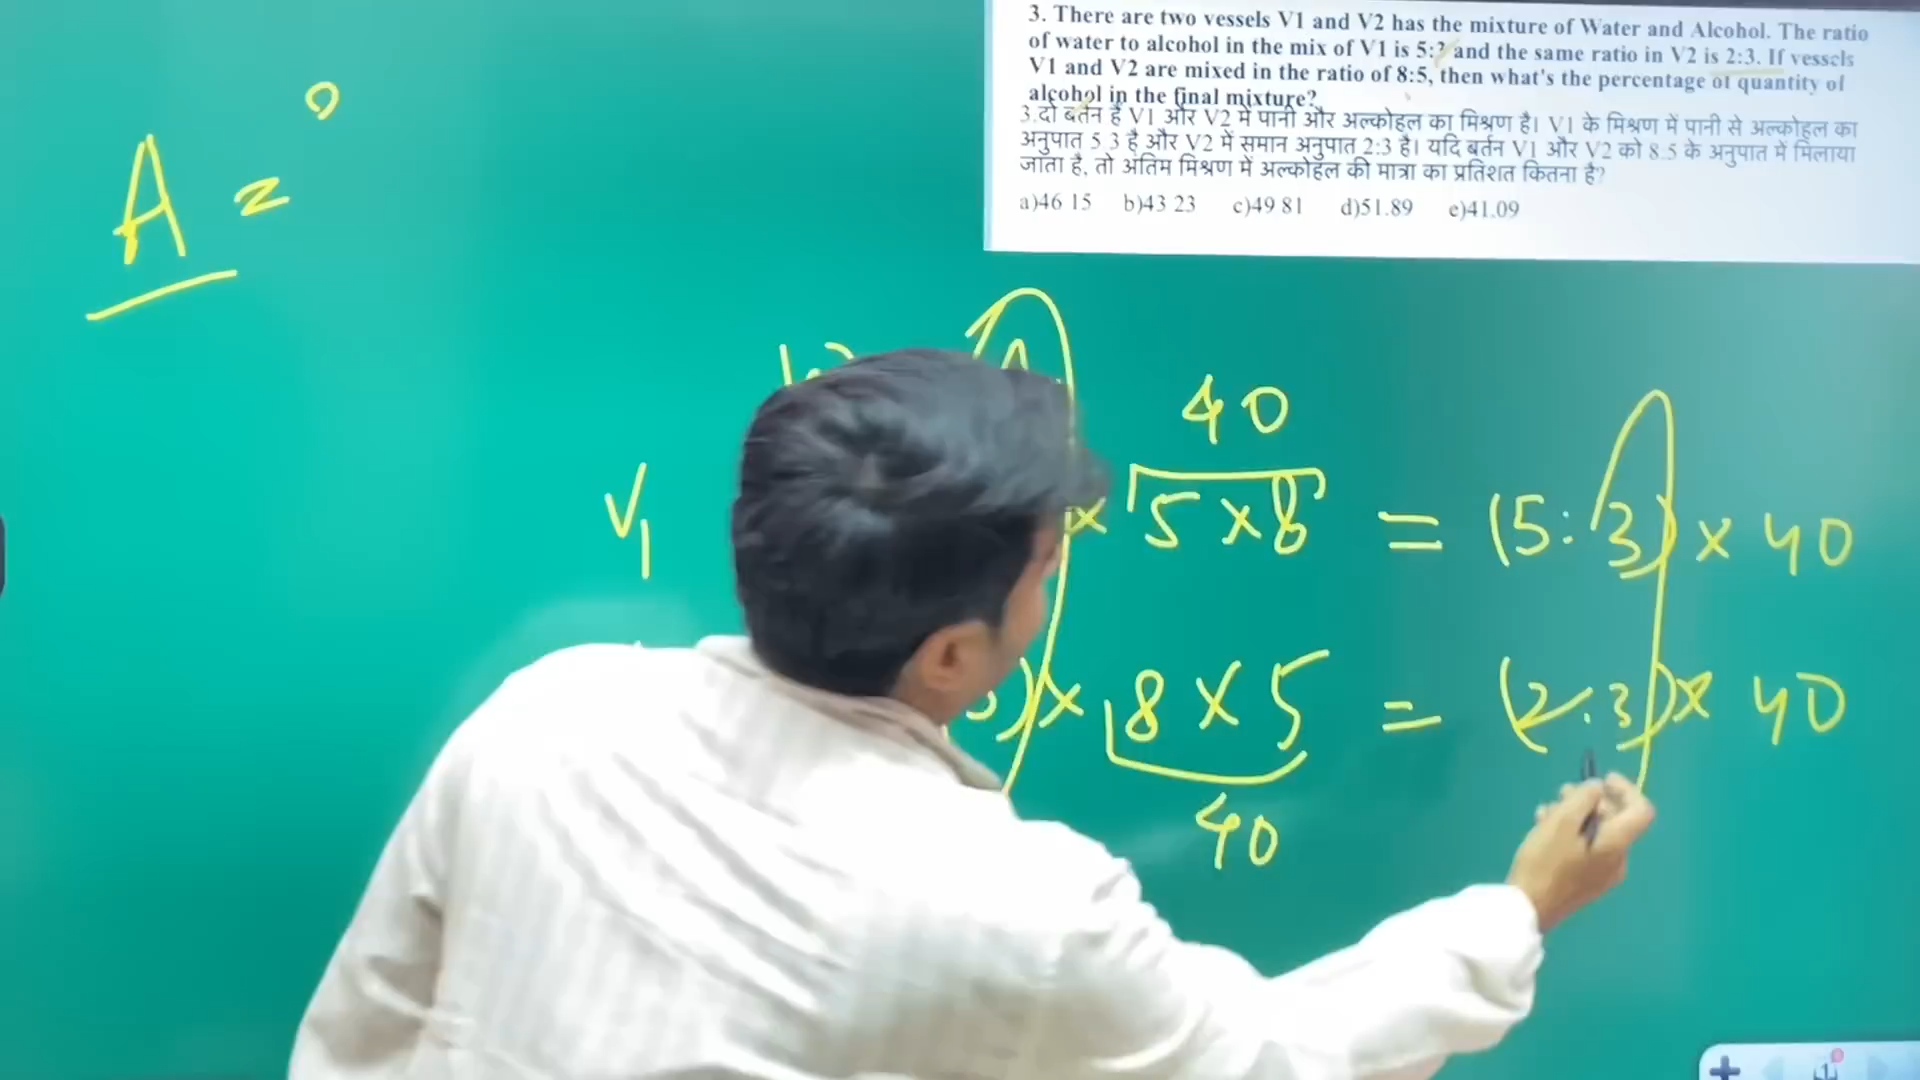 3. There are two vessels V1 and V2 has the mixture of Water and Alcohol. The ratio
of water to alcohol in the mix of V1 is 5:3 and the same ratio in V2 is 2:3. If vessels
V1 and V2 are mixed in the ratio of 8:5, then what's the percentage of quantity of
alcohol in the final mixture?
3.दो बर्तन हैं V1 और V2 में पानी और अल्कोहल का मिश्रण है। V1 के मिश्रण में पानी से अल्कोहल का
अनुपात 5 3 है और V2 में समान अनुपात 2:3 है। यदि बर्तन V1 और V2 को 8:5 के अनुपात में मिलाया
जाता है, तो अंतिम मिश्रण में अल्कोहल की मात्रा का प्रतिशत कितना है?
a)46 15 b)43 23 c)49 81 d)51.89 e)41.09
A =
40
V1 × 5 × 8 = (5:3) × 40
) × 8 × 5 = (2:3) × 40
40